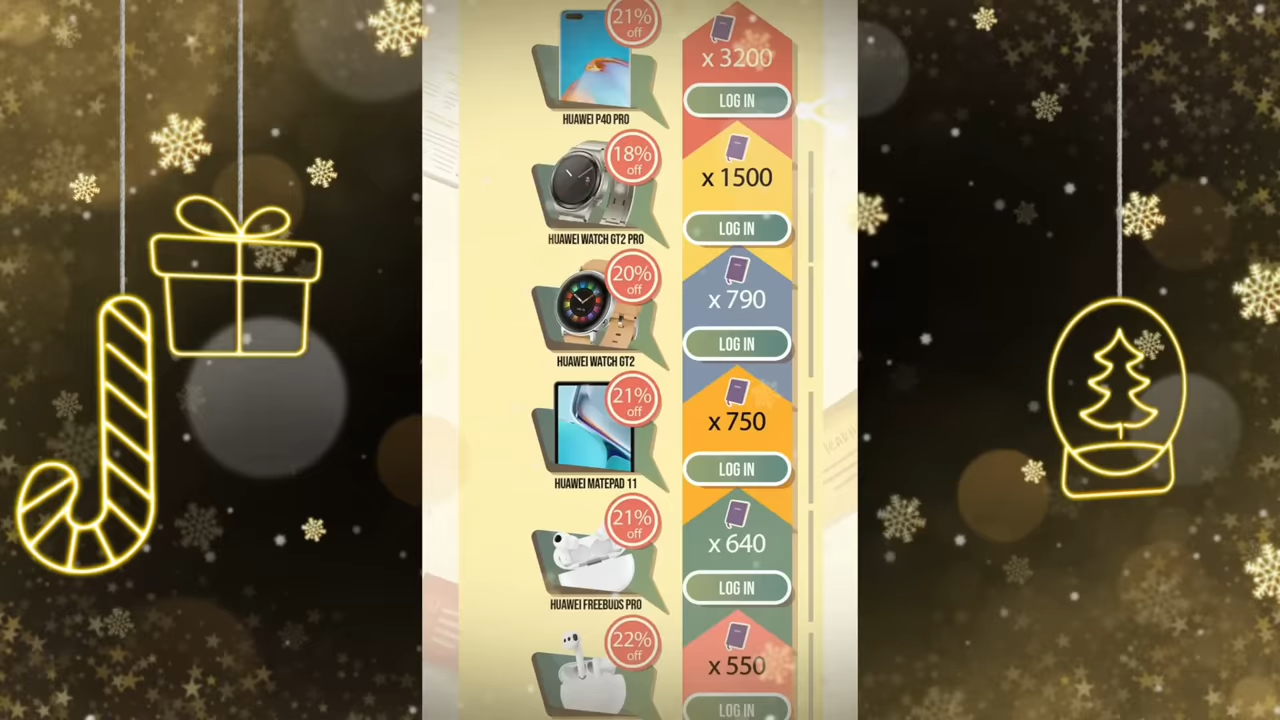 21%
off
x 3200
LOG IN
HUAWEI P40 PRO
18%
off
x 1500
LOG IN
HUAWEI WATCH GT2 PRO
20%
off
x 790
LOG IN
HUAWEI WATCH GT2
21%
off
x 750
LOG IN
HUAWEI MATEPAD 11
21%
off
x 640
LOG IN
HUAWEI FREEBUDS PRO
22%
off
x 550
LOG IN